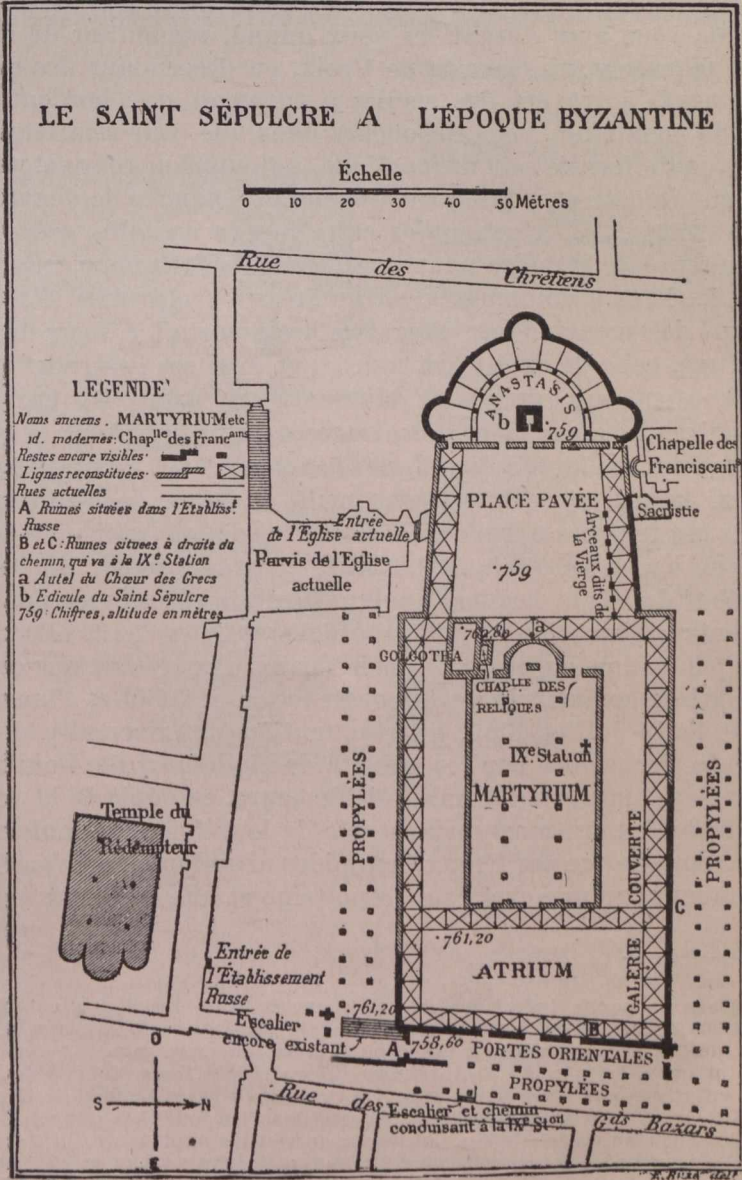 LE SAINT SÉPULCRE A L'ÉPOQUE BYZANTINE
Échelle
0 10 20 30 40 50 Mètres
Rue des Chrétiens
LEGENDE
Noms anciens. MARTYRIUM etc
id. modernes: Chaplle des Francains
Restes encore visibles
Lignes reconstituées
Rues actuelles
A Ruines situées dans l'Etablisst.
Russe
B et C: Ruines situées à droite du
chemin, qui va à la IXe Station
a Autel du Chœur des Grecs
b Edicule du Saint Sépulcre
759: Chiffres, altitude en mètres
ANASTASIS
b
759
Chapelle des
Franciscains
Sacristie
PLACE PAVÉE
Arceaux dits de
la Vierge
759
Entrée
de l'Eglise actuelle
Parvis de l'Eglise
actuelle
a
GOLGOTHA
CHAPLLE DES
RELIQUES
IXe. Station
MARTYRIUM
PROPYLÉES
GALERIE COUVERTE
PROPYLÉES
C
Temple du
Rédempteur
761,20
ATRIUM
Entrée de
l'Établissement
Russe
761,20
Escalier
encore existant
A
758,60
B
PORTES ORIENTALES
PROPYLÉES
Rue des Gds Bazars
Escalier et chemin
conduisant à la IXe Ston
O
S N
E